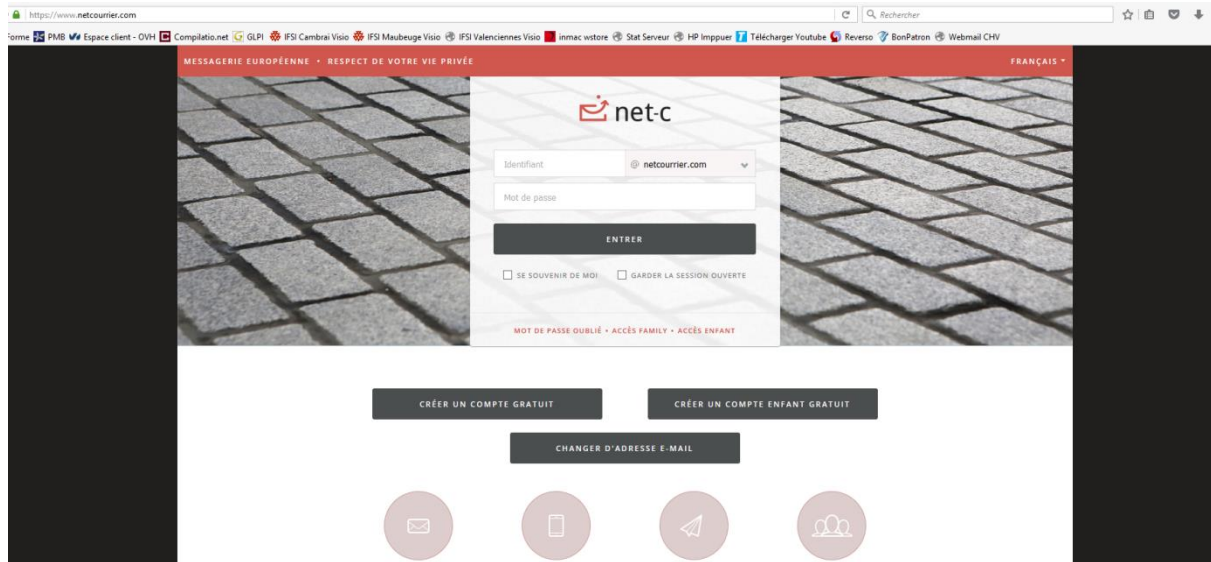 https://www.netcourrier.com
Rechercher
orme PMB Espace client - OVH Compilatio.net GLPI IFSI Cambrai Visio IFSI Maubeuge Visio IFSI Valenciennes Visio inmac wstore Stat Serveur HP Imppuer Télécharger Youtube Reverso BonPatron Webmail CHV
MESSAGERIE EUROPÉENNE • RESPECT DE VOTRE VIE PRIVÉE
FRANÇAIS
net-c
Identifiant
@ netcourrier.com
Mot de passe
ENTRER
SE SOUVENIR DE MOI
GARDER LA SESSION OUVERTE
MOT DE PASSE OUBLIÉ • ACCÈS FAMILY • ACCÈS ENFANT
CRÉER UN COMPTE GRATUIT
CRÉER UN COMPTE ENFANT GRATUIT
CHANGER D'ADRESSE E-MAIL